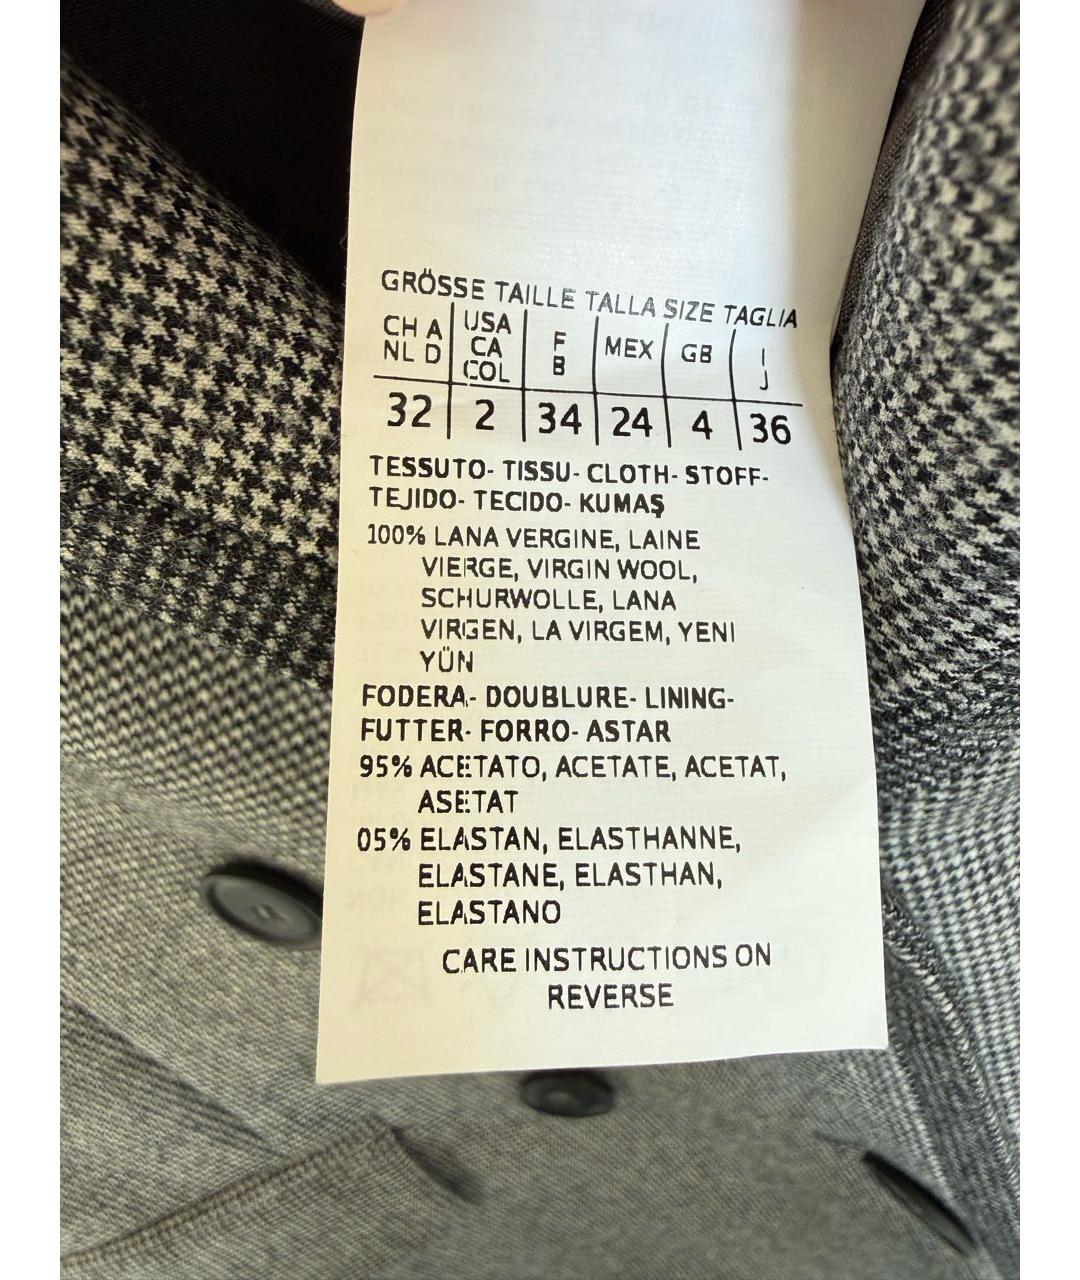 GRÖSSE TAILLE TALLA SIZE TAGLIA
CH A NL D | USA CA COL | F B | MEX | GB | I J
32 | 2 | 34 | 24 | 4 | 36
TESSUTO- TISSU- CLOTH- STOFF-
TEJIDO- TECIDO- KUMAŞ
100% LANA VERGINE, LAINE
VIERGE, VIRGIN WOOL,
SCHURWOLLE, LANA
VIRGEN, LA VIRGEM, YENI
YÜN
FODERA- DOUBLURE- LINING-
FUTTER- FORRO- ASTAR
95% ACETATO, ACETATE, ACETAT,
ASETAT
05% ELASTAN, ELASTHANNE,
ELASTANE, ELASTHAN,
ELASTANO
CARE INSTRUCTIONS ON
REVERSE